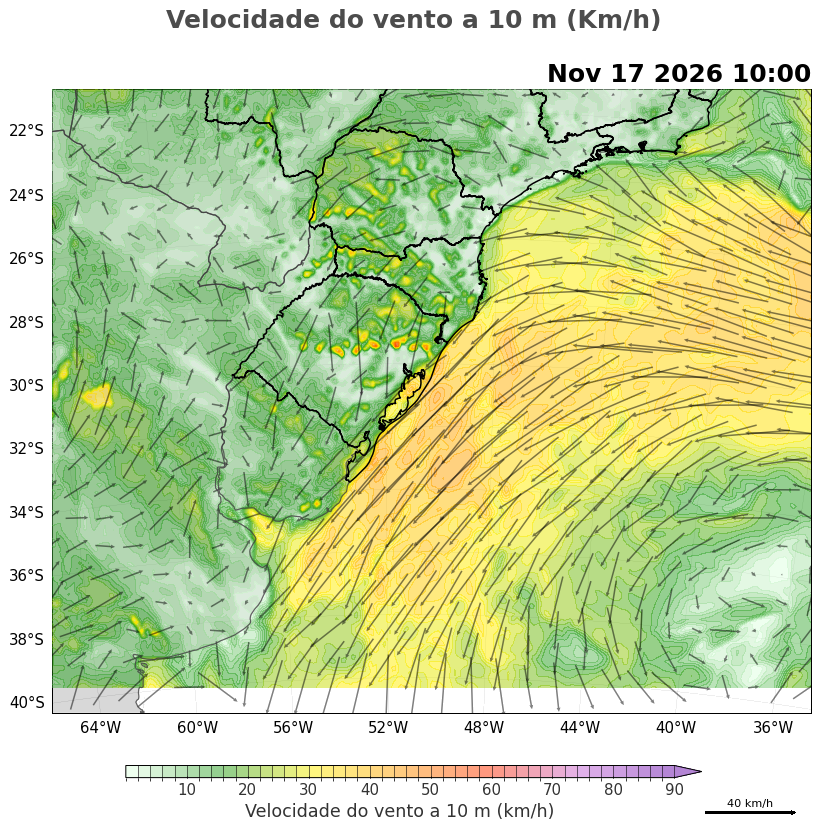 Velocidade do vento a 10 m (Km/h)
Nov 17 2026 10:00
22°S
24°S
26°S
28°S
30°S
32°S
34°S
36°S
38°S
40°S
64°W 60°W 56°W 52°W 48°W 44°W 40°W 36°W
10 20 30 40 50 60 70 80 90
Velocidade do vento a 10 m (km/h)
40 km/h